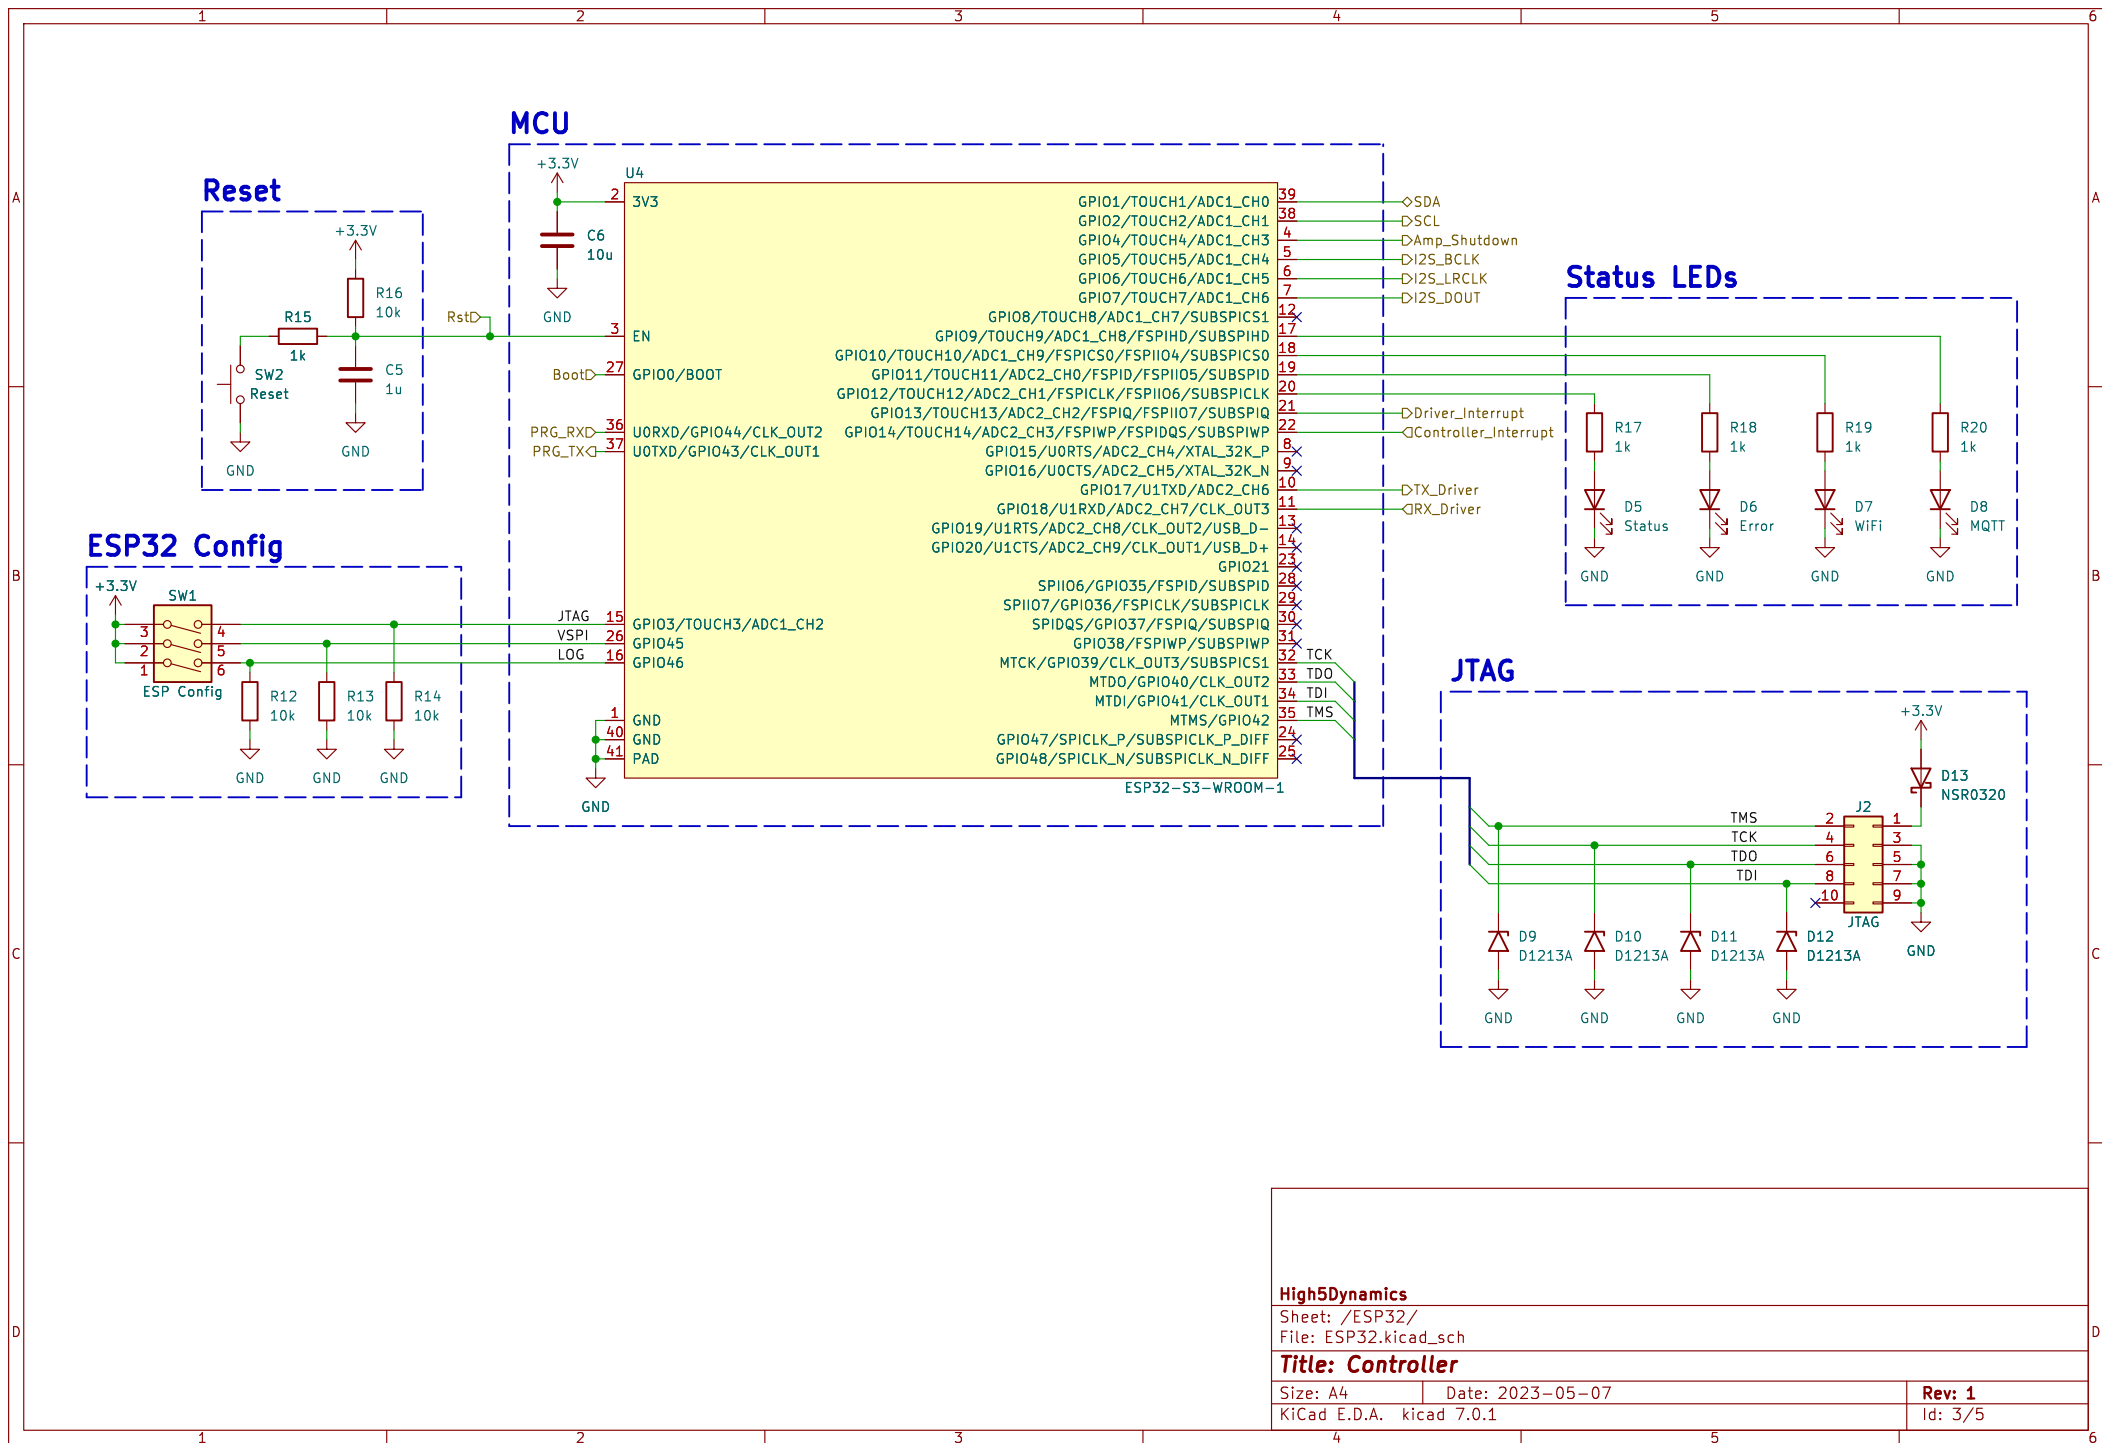 1 2 3 4 5 6
A A
B B
C C
D D
MCU
+3.3V
C6
10u
GND
U4
2 3V3
3 EN
27 GPIO0/BOOT
36 U0RXD/GPIO44/CLK_OUT2
37 U0TXD/GPIO43/CLK_OUT1
15 GPIO3/TOUCH3/ADC1_CH2
26 GPIO45
16 GPIO46
1 GND
40 GND
41 PAD
GND
GPIO1/TOUCH1/ADC1_CH0 39 SDA
GPIO2/TOUCH2/ADC1_CH1 38 SCL
GPIO4/TOUCH4/ADC1_CH3 4 Amp_Shutdown
GPIO5/TOUCH5/ADC1_CH4 5 I2S_BCLK
GPIO6/TOUCH6/ADC1_CH5 6 I2S_LRCLK
GPIO7/TOUCH7/ADC1_CH6 7 I2S_DOUT
GPIO8/TOUCH8/ADC1_CH7/SUBSPICS1 12
GPIO9/TOUCH9/ADC1_CH8/FSPIHD/SUBSPIHD 17
GPIO10/TOUCH10/ADC1_CH9/FSPICS0/FSPIIO4/SUBSPICS0 18
GPIO11/TOUCH11/ADC2_CH0/FSPID/FSPIIO5/SUBSPID 19
GPIO12/TOUCH12/ADC2_CH1/FSPICLK/FSPIIO6/SUBSPICLK 20
GPIO13/TOUCH13/ADC2_CH2/FSPIQ/FSPIIO7/SUBSPIQ 21 Driver_Interrupt
GPIO14/TOUCH14/ADC2_CH3/FSPIWP/FSPIDQS/SUBSPIWP 22 Controller_Interrupt
GPIO15/U0RTS/ADC2_CH4/XTAL_32K_P 8
GPIO16/U0CTS/ADC2_CH5/XTAL_32K_N 9
GPIO17/U1TXD/ADC2_CH6 10 TX_Driver
GPIO18/U1RXD/ADC2_CH7/CLK_OUT3 11 RX_Driver
GPIO19/U1RTS/ADC2_CH8/CLK_OUT2/USB_D- 13
GPIO20/U1CTS/ADC2_CH9/CLK_OUT1/USB_D+ 14
GPIO21 23
SPIIO6/GPIO35/FSPID/SUBSPID 28
SPIIO7/GPIO36/FSPICLK/SUBSPICLK 29
SPIDQS/GPIO37/FSPIQ/SUBSPIQ 30
GPIO38/FSPIWP/SUBSPIWP 31
MTCK/GPIO39/CLK_OUT3/SUBSPICS1 32 TCK
MTDO/GPIO40/CLK_OUT2 33 TDO
MTDI/GPIO41/CLK_OUT1 34 TDI
MTMS/GPIO42 35 TMS
GPIO47/SPICLK_P/SUBSPICLK_P_DIFF 24
GPIO48/SPICLK_N/SUBSPICLK_N_DIFF 25
ESP32-S3-WROOM-1
Reset
+3.3V
R16
10k
R15
1k
SW2
Reset
C5
1u
GND
GND
Rst
Boot
PRG_RX
PRG_TX
ESP32 Config
+3.3V
SW1
3 4
2 5
1 6
ESP Config
JTAG
VSPI
LOG
R12
10k
R13
10k
R14
10k
GND GND GND
Status LEDs
R17
1k
R18
1k
R19
1k
R20
1k
D5
Status
D6
Error
D7
WiFi
D8
MQTT
GND GND GND GND
JTAG
+3.3V
D13
NSR0320
J2
TMS 2 1
TCK 4 3
TDO 6 5
TDI 8 7
10 9
JTAG
GND
D9
D1213A
D10
D1213A
D11
D1213A
D12
D1213A
GND GND GND GND
High5Dynamics
Sheet: /ESP32/
File: ESP32.kicad_sch
Title: Controller
Size: A4 Date: 2023-05-07 Rev: 1
KiCad E.D.A. kicad 7.0.1 Id: 3/5
1 2 3 4 5 6